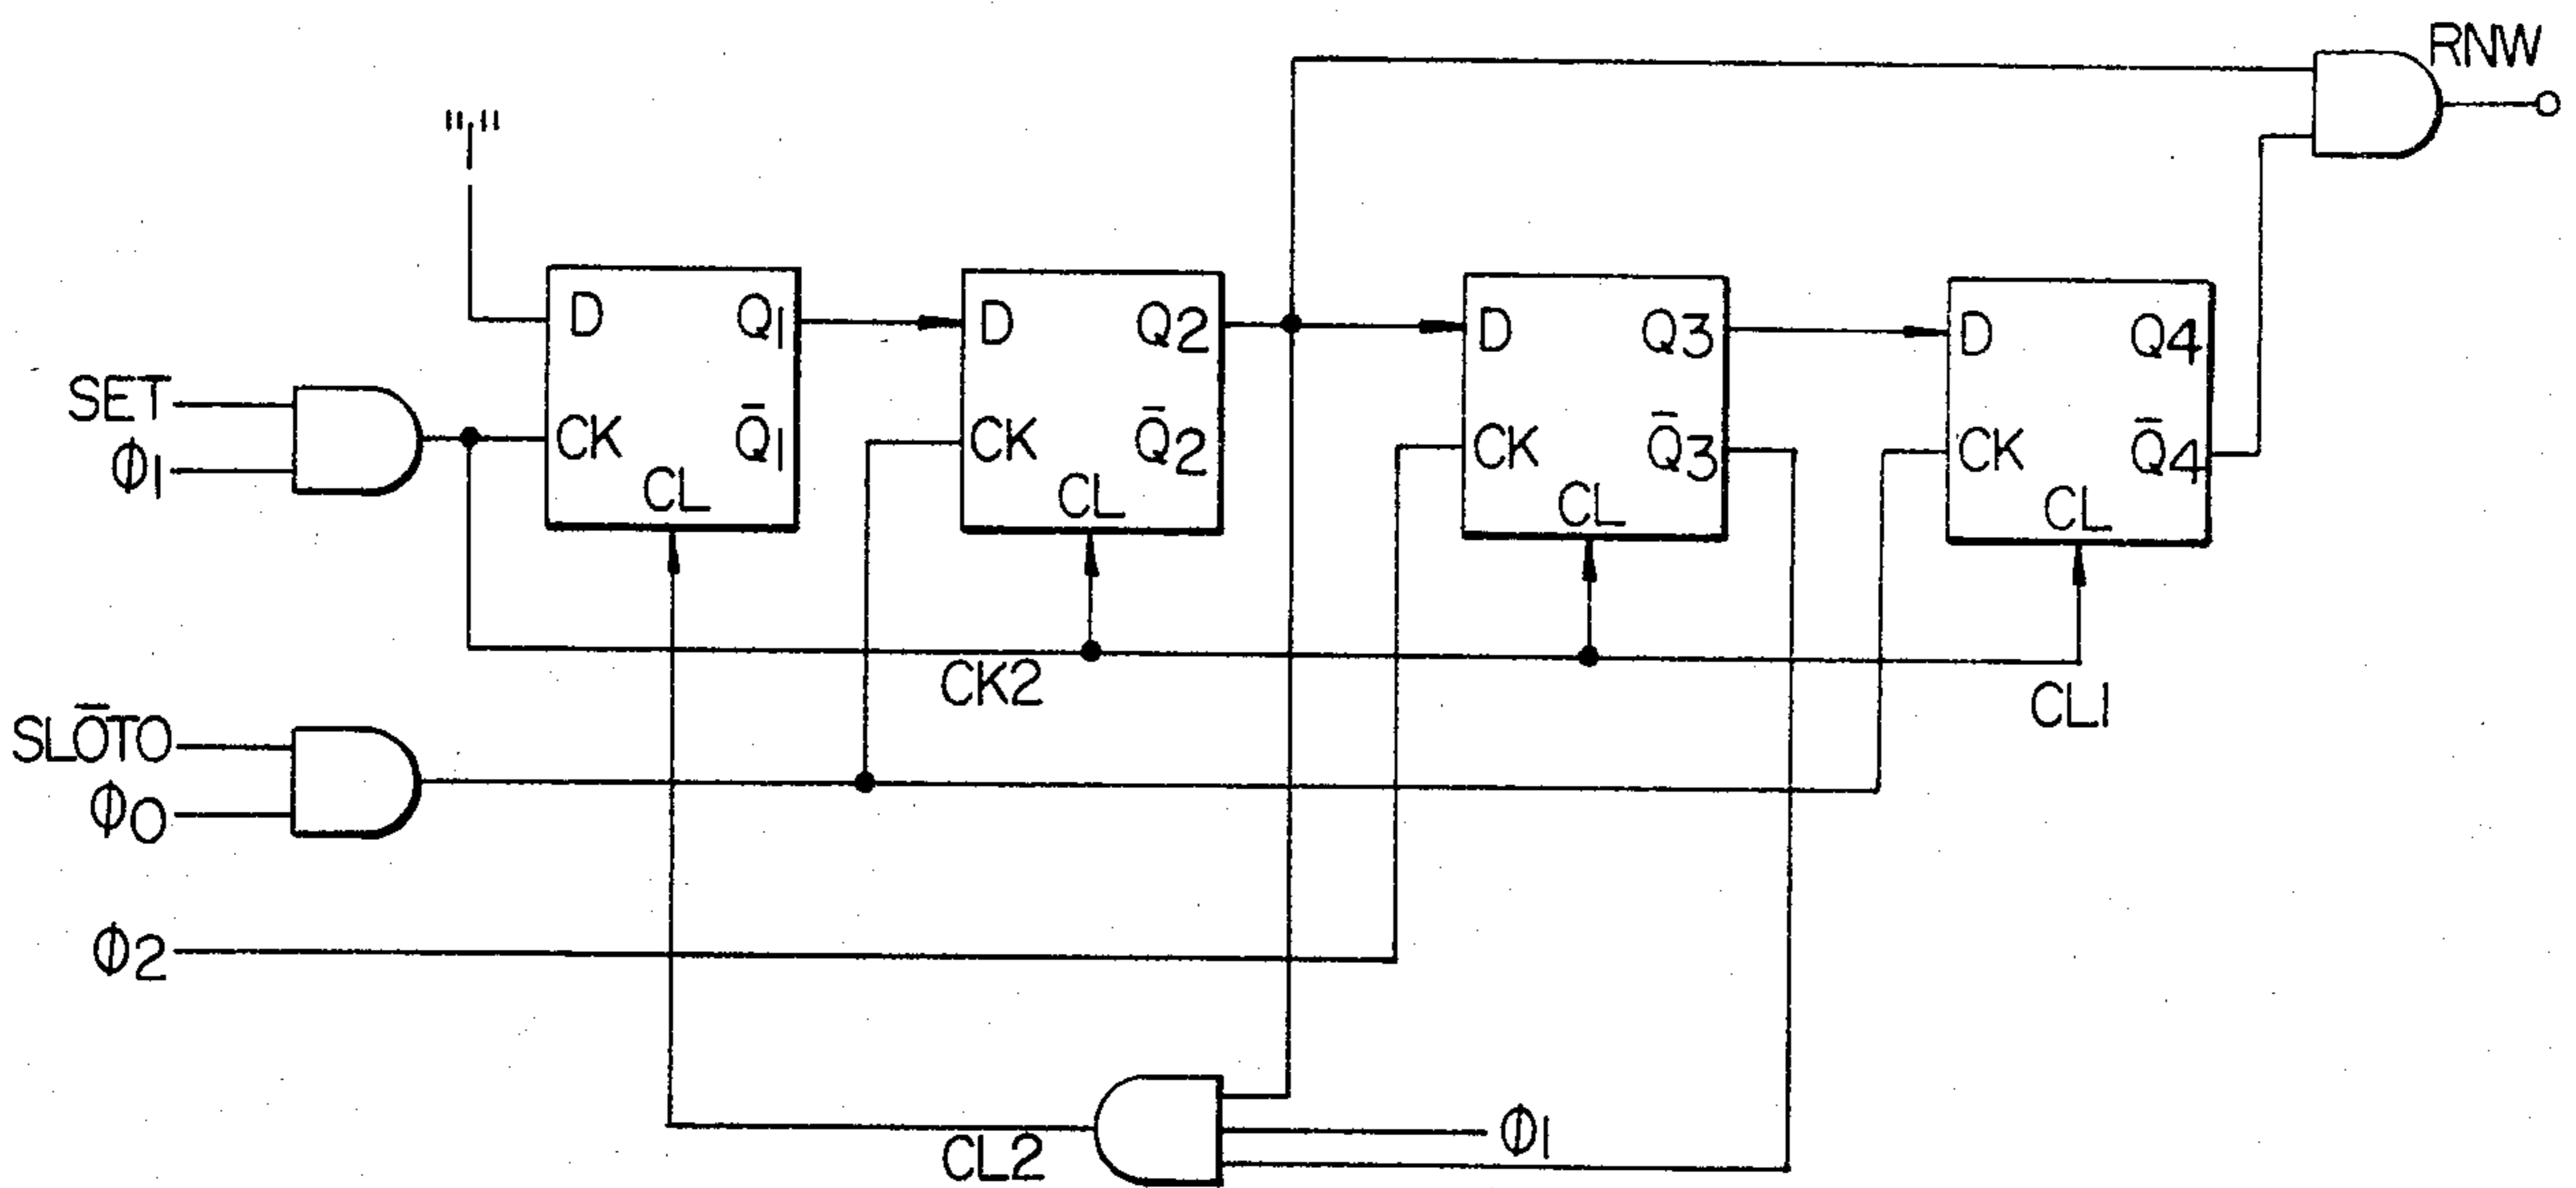 RNW
"1"
D Q1
D Q2
D Q3
D Q4
SET
CK Q̄1
CK Q̄2
CK Q̄3
CK Q̄4
ϕ1
CL
CL
CL
CL
CK2
CL1
SLŌTO
ϕ0
ϕ2
ϕ1
CL2